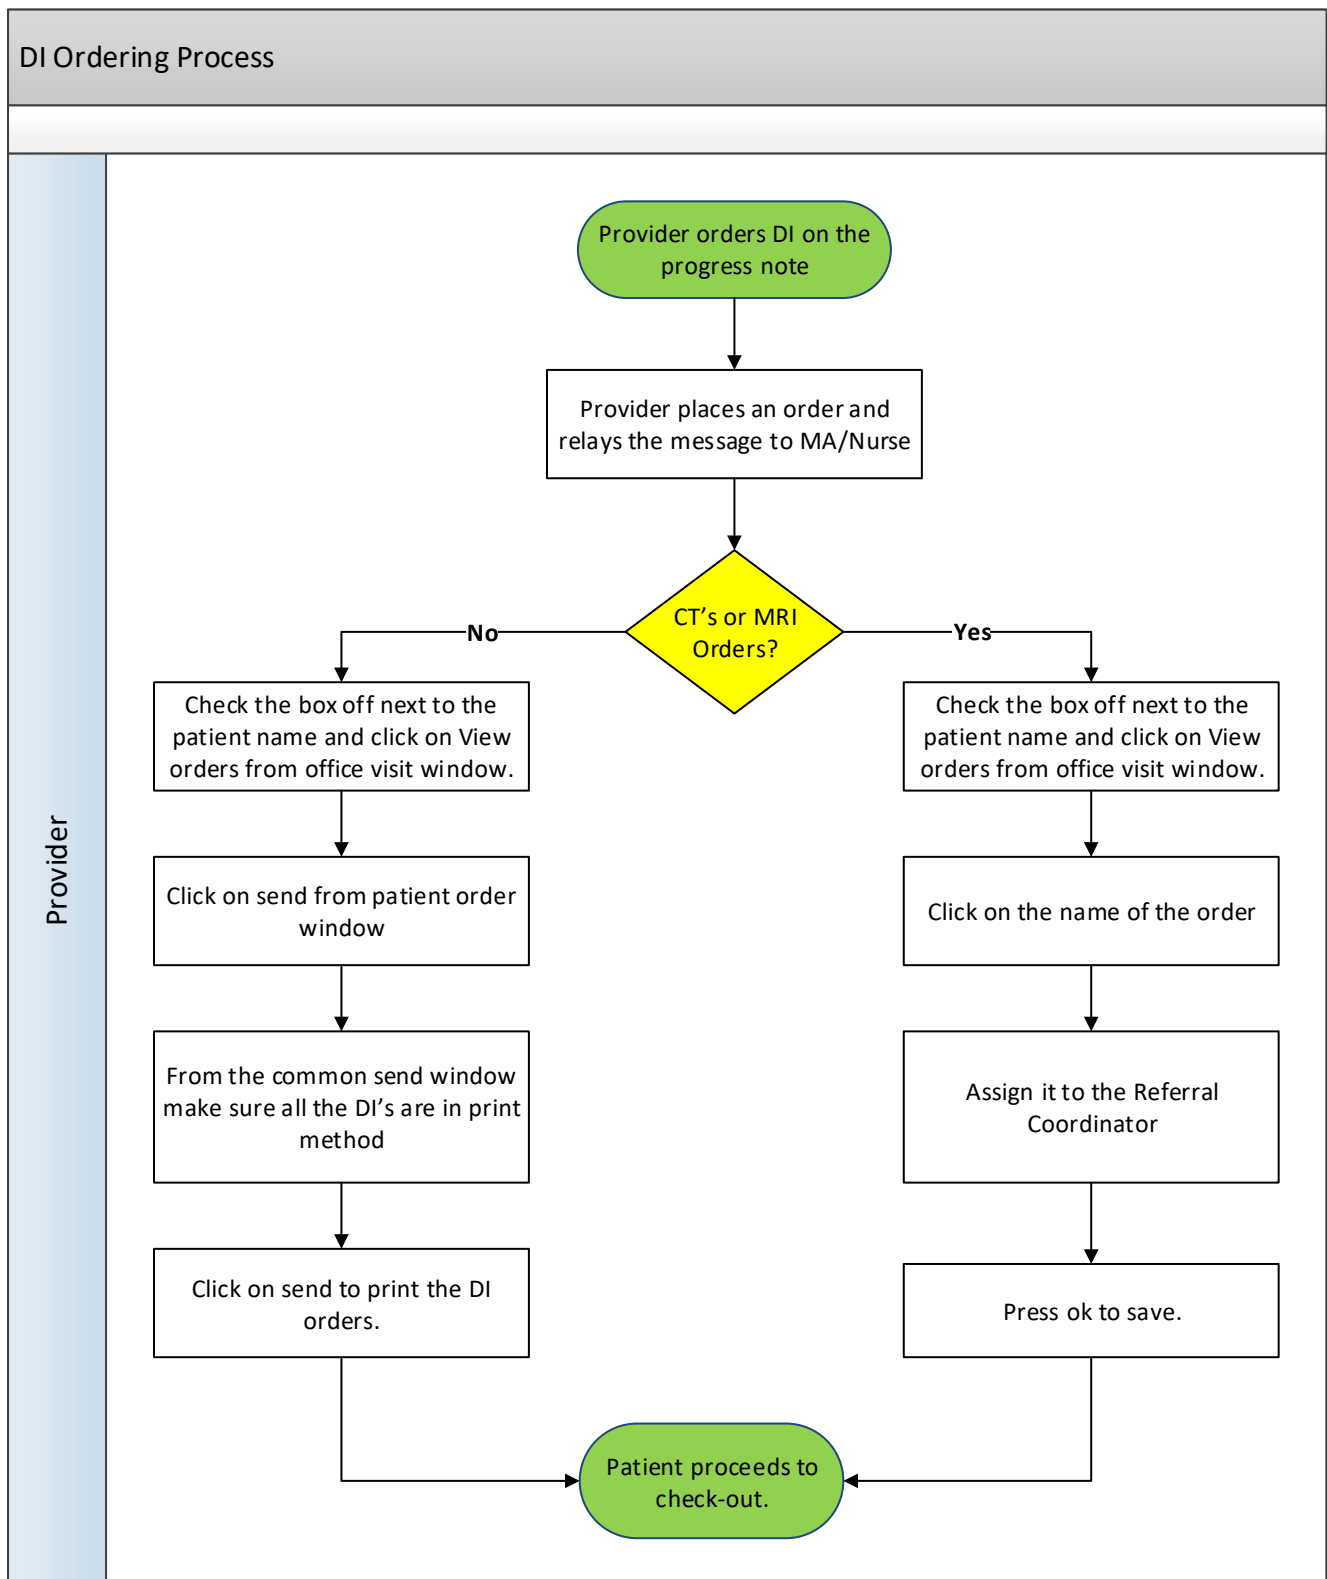 DI Ordering Process
Provider
Provider orders DI on the
progress note
Provider places an order and
relays the message to MA/Nurse
CT’s or MRI
Orders?
No
Yes
Check the box off next to the
patient name and click on View
orders from office visit window.
Click on send from patient order
window
From the common send window
make sure all the DI’s are in print
method
Click on send to print the DI
orders.
Check the box off next to the
patient name and click on View
orders from office visit window.
Click on the name of the order
Assign it to the Referral
Coordinator
Press ok to save.
Patient proceeds to
check-out.